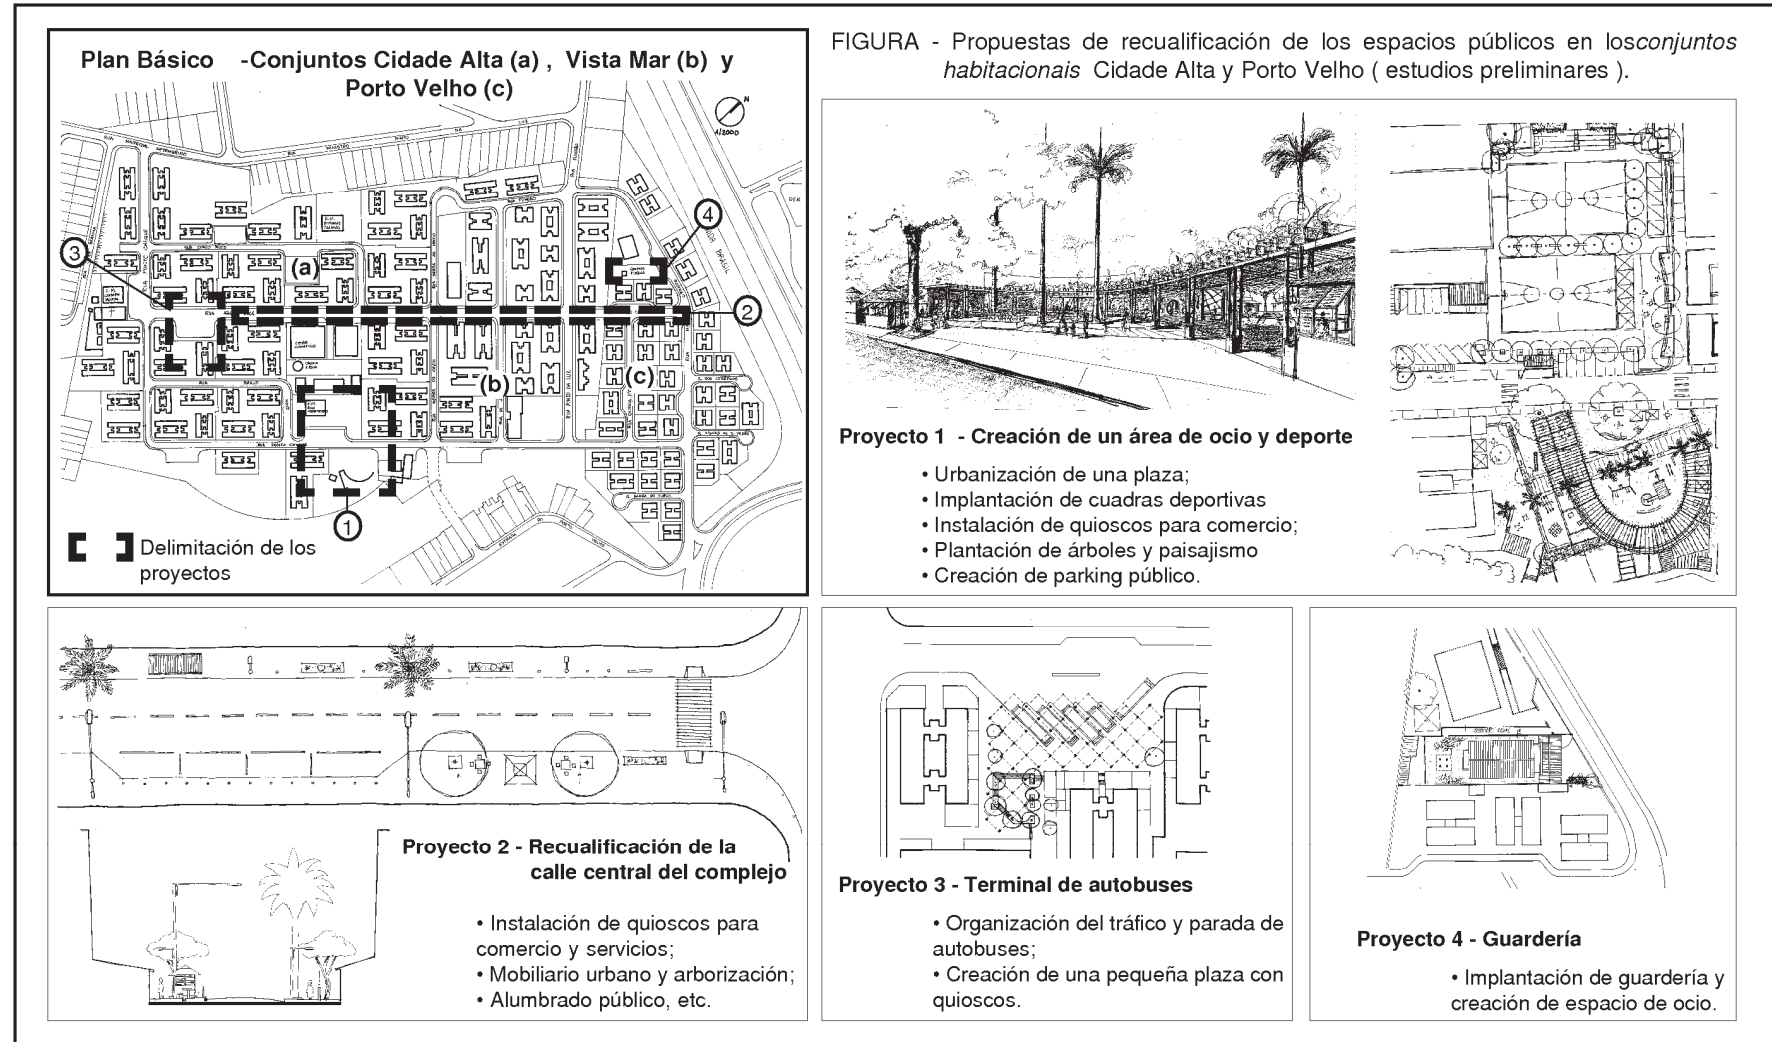 Plan Básico -Conjuntos Cidade Alta (a) , Vista Mar (b) y
Porto Velho (c)
N
1/2000
BRASIL
3
4
(a)
2
(b)
(c)
1
Delimitación de los
proyectos
FIGURA - Propuestas de recualificación de los espacios públicos en losconjuntos
habitacionais Cidade Alta y Porto Velho ( estudios preliminares ).
Proyecto 1 - Creación de un área de ocio y deporte
• Urbanización de una plaza;
• Implantación de cuadras deportivas
• Instalación de quioscos para comercio;
• Plantación de árboles y paisajismo
• Creación de parking público.
Proyecto 2 - Recualificación de la
calle central del complejo
• Instalación de quioscos para
comercio y servicios;
• Mobiliario urbano y arborización;
• Alumbrado público, etc.
Proyecto 3 - Terminal de autobuses
• Organización del tráfico y parada de
autobuses;
• Creación de una pequeña plaza con
quioscos.
Proyecto 4 - Guardería
• Implantación de guardería y
creación de espacio de ocio.